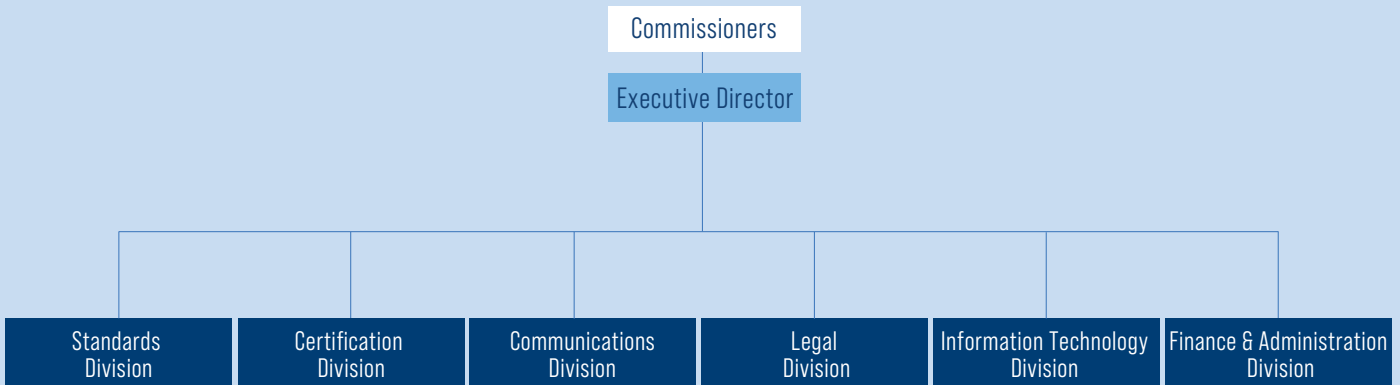 Commissioners
Executive Director
Standards
Division
Certification
Division
Communications
Division
Legal
Division
Information Technology
Division
Finance & Administration
Division